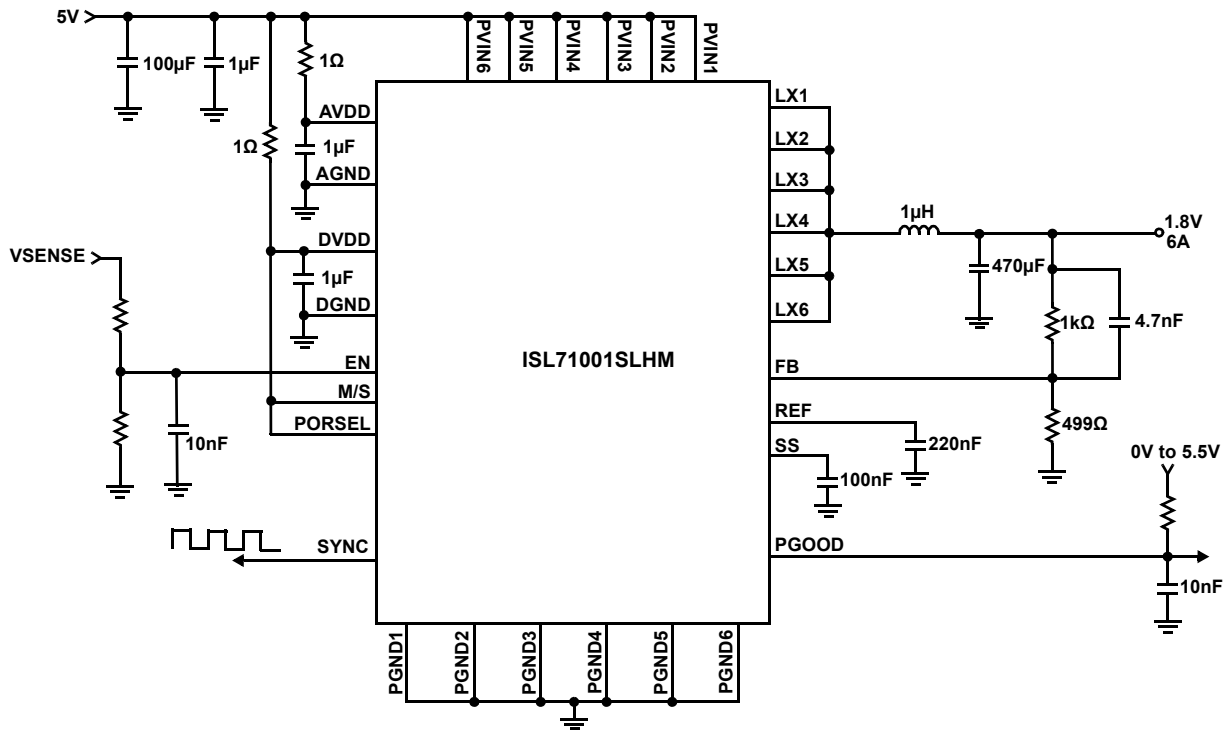 5V
100µF
1µF
1Ω
PVIN6
PVIN5
PVIN4
PVIN3
PVIN2
PVIN1
AVDD
1Ω
1µF
AGND
DVDD
VSENSE
1µF
DGND
EN
M/S
PORSEL
10nF
SYNC
ISL71001SLHM
LX1
LX2
LX3
LX4
LX5
LX6
1µH
1.8V
6A
470µF
1kΩ
4.7nF
FB
REF
499Ω
220nF
SS
100nF
0V to 5.5V
PGOOD
10nF
PGND1
PGND2
PGND3
PGND4
PGND5
PGND6